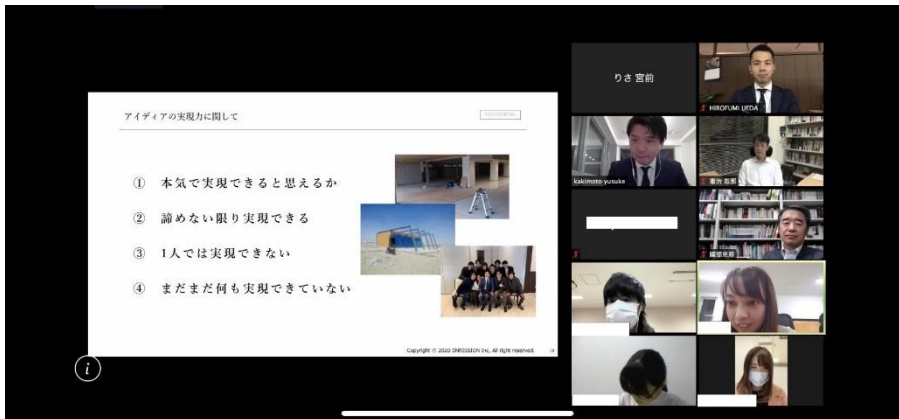 アイディアの実現力に関して
CONFIDENTIAL
① 本気で実現できると思えるか
② 諦めない限り実現できる
③ 1人では実現できない
④ まだまだ何も実現できていない
Copyright © 2020 INMISSION Inc, All right reserved.
りさ 宮前
HIROFUMI UEDA
kakimoto yusuke
i